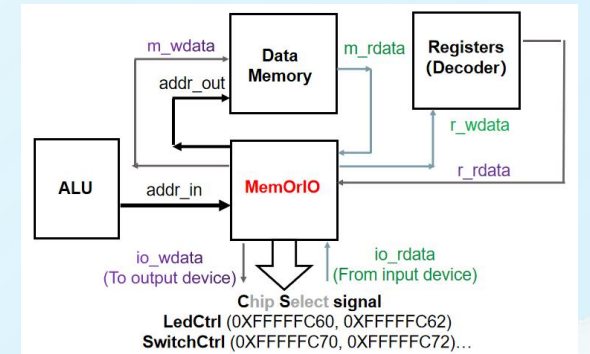 m_wdata
Data
Memory
m_rdata
Registers
(Decoder)
addr_out
r_wdata
ALU
addr_in
MemOrIO
r_rdata
io_wdata
(To output device)
io_rdata
(From input device)
Chip Select signal
LedCtrl (0XFFFFFC60, 0XFFFFFC62)
SwitchCtrl (0XFFFFFC70, 0XFFFFFC72)...